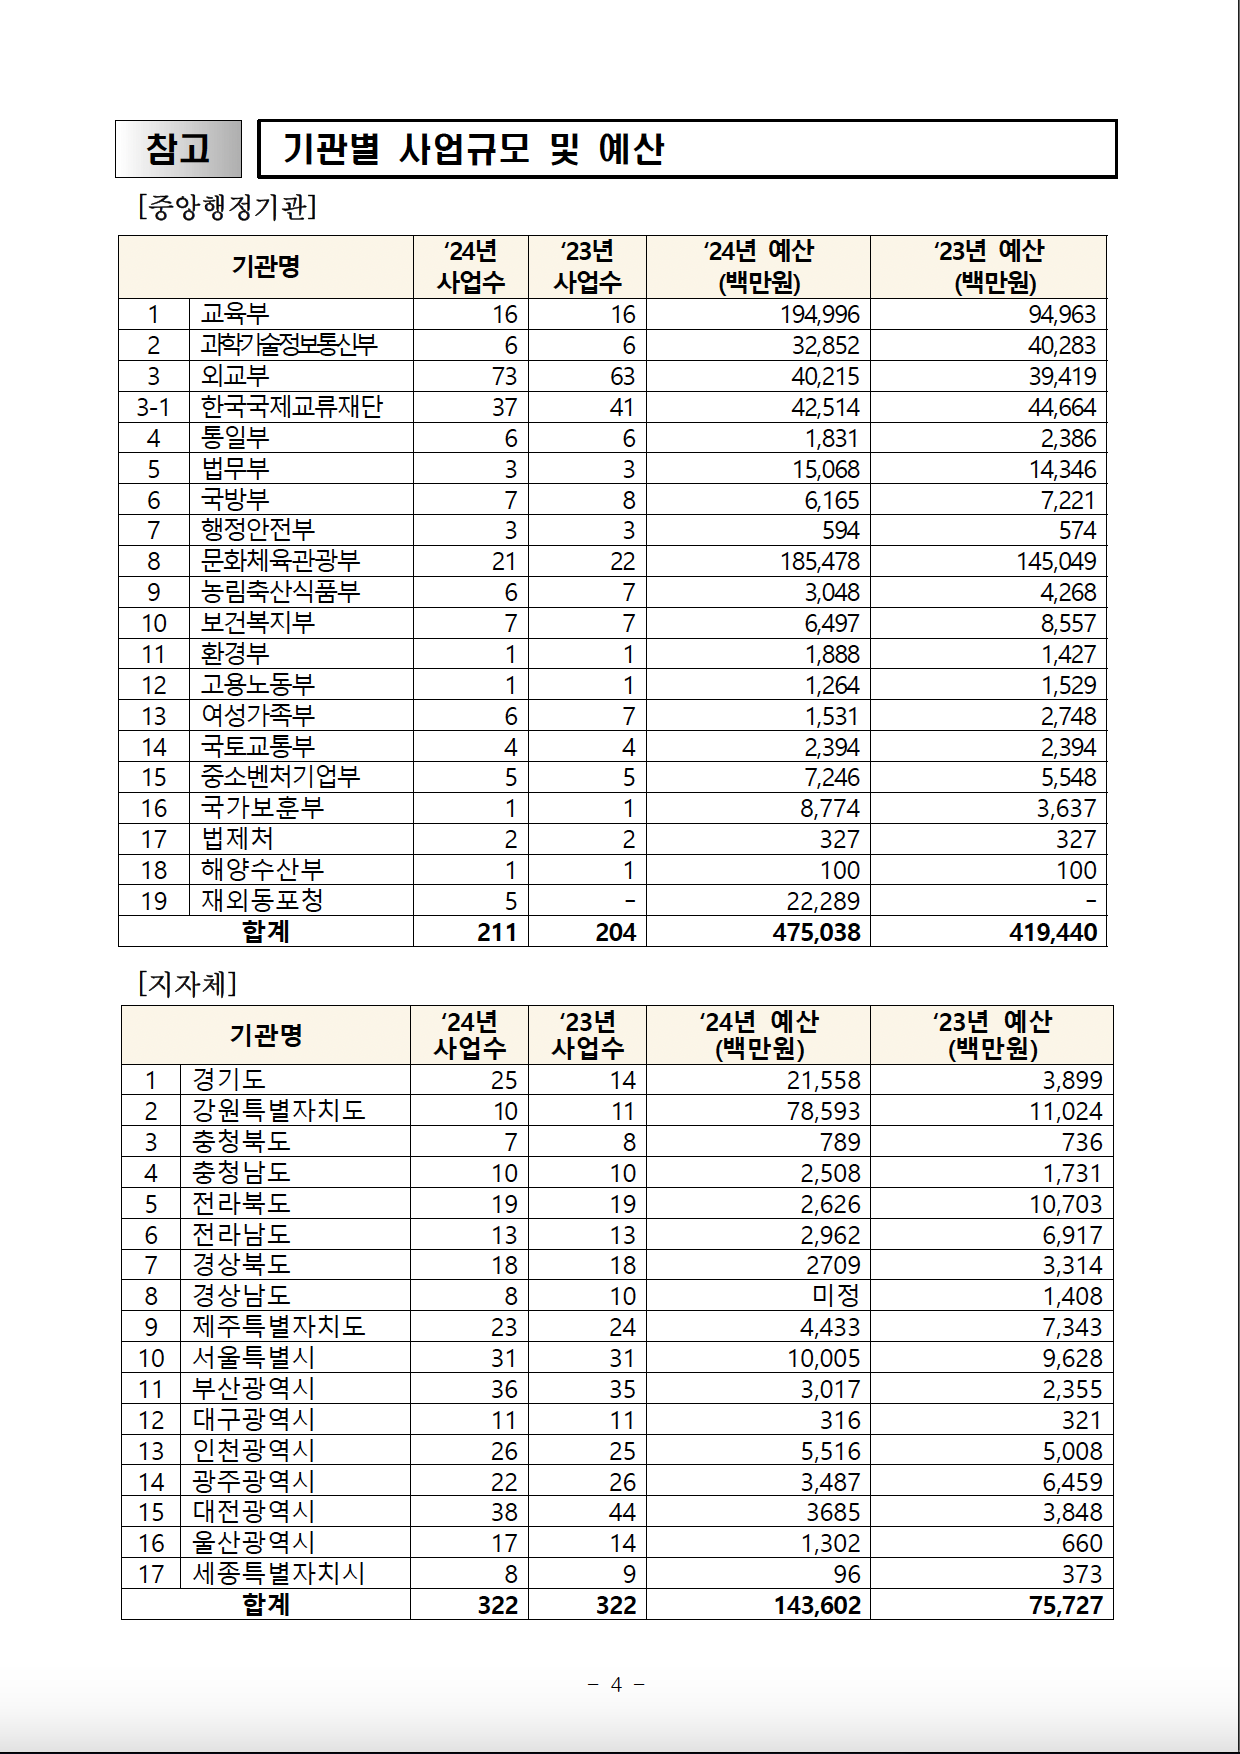 참고 기관별 사업규모 및 예산
[중앙행정기관]
기관명 ‘24년 사업수 ‘23년 사업수 ‘24년 예산 (백만원) ‘23년 예산 (백만원)
1 교육부 16 16 194,996 94,963
2 과학기술정보통신부 6 6 32,852 40,283
3 외교부 73 63 40,215 39,419
3-1 한국국제교류재단 37 41 42,514 44,664
4 통일부 6 6 1,831 2,386
5 법무부 3 3 15,068 14,346
6 국방부 7 8 6,165 7,221
7 행정안전부 3 3 594 574
8 문화체육관광부 21 22 185,478 145,049
9 농림축산식품부 6 7 3,048 4,268
10 보건복지부 7 7 6,497 8,557
11 환경부 1 1 1,888 1,427
12 고용노동부 1 1 1,264 1,529
13 여성가족부 6 7 1,531 2,748
14 국토교통부 4 4 2,394 2,394
15 중소벤처기업부 5 5 7,246 5,548
16 국가보훈부 1 1 8,774 3,637
17 법제처 2 2 327 327
18 해양수산부 1 1 100 100
19 재외동포청 5 - 22,289 -
합계 211 204 475,038 419,440
[지자체]
기관명 ‘24년 사업수 ‘23년 사업수 ‘24년 예산 (백만원) ‘23년 예산 (백만원)
1 경기도 25 14 21,558 3,899
2 강원특별자치도 10 11 78,593 11,024
3 충청북도 7 8 789 736
4 충청남도 10 10 2,508 1,731
5 전라북도 19 19 2,626 10,703
6 전라남도 13 13 2,962 6,917
7 경상북도 18 18 2709 3,314
8 경상남도 8 10 미정 1,408
9 제주특별자치도 23 24 4,433 7,343
10 서울특별시 31 31 10,005 9,628
11 부산광역시 36 35 3,017 2,355
12 대구광역시 11 11 316 321
13 인천광역시 26 25 5,516 5,008
14 광주광역시 22 26 3,487 6,459
15 대전광역시 38 44 3685 3,848
16 울산광역시 17 14 1,302 660
17 세종특별자치시 8 9 96 373
합계 322 322 143,602 75,727
- 4 -